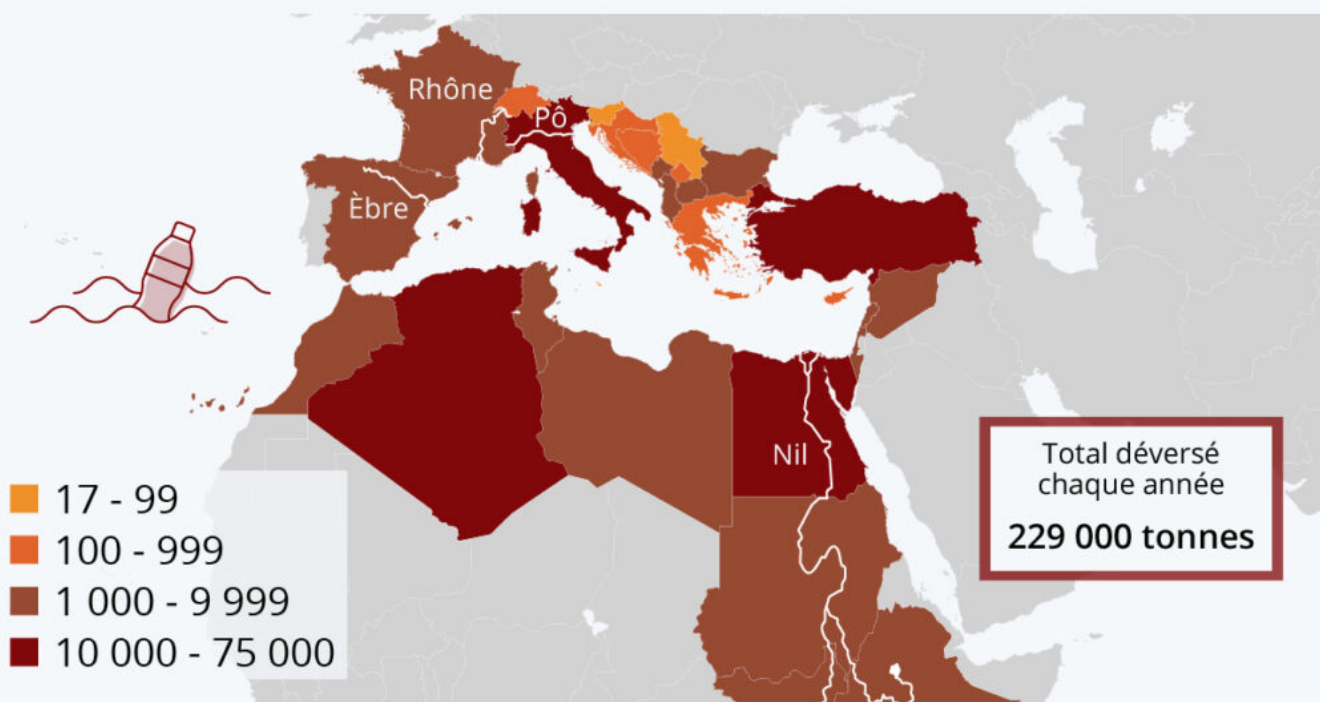 Rhône
Pô
Èbre
Nil
17 - 99
100 - 999
1 000 - 9 999
10 000 - 75 000
Total déversé
chaque année
229 000 tonnes